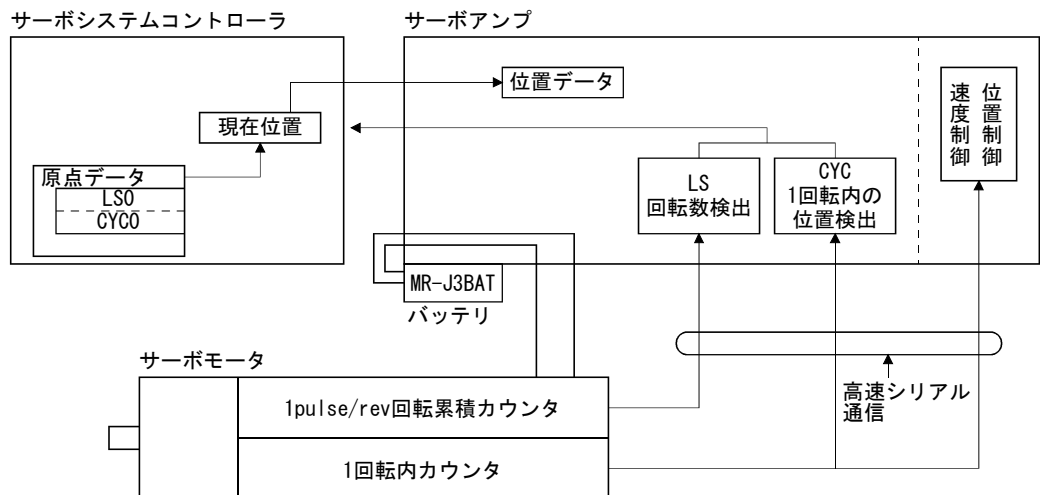 サーボシステムコントローラ
サーボアンプ
位置データ
現在位置
原点データ
LSO
CYCO
LS
回転数検出
CYC
1回転内の
位置検出
位置制御
速度制御
MR-J3BAT
バッテリ
サーボモータ
1pulse/rev回転累積カウンタ
1回転内カウンタ
高速シリアル
通信